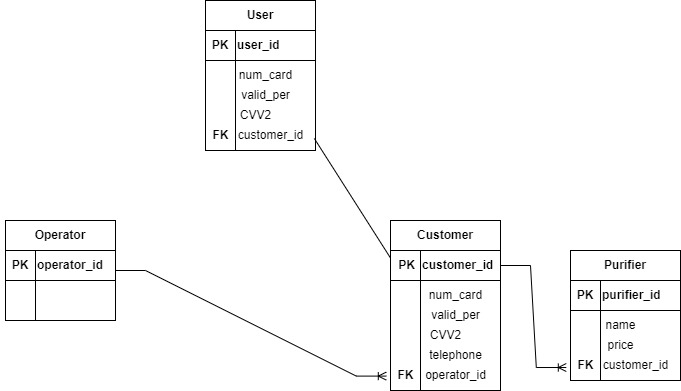 User
PK user_id
num_card
valid_per
CVV2
FK customer_id
Operator
PK operator_id
Customer
PK customer_id
num_card
valid_per
CVV2
telephone
FK operator_id
Purifier
PK purifier_id
name
price
FK customer_id